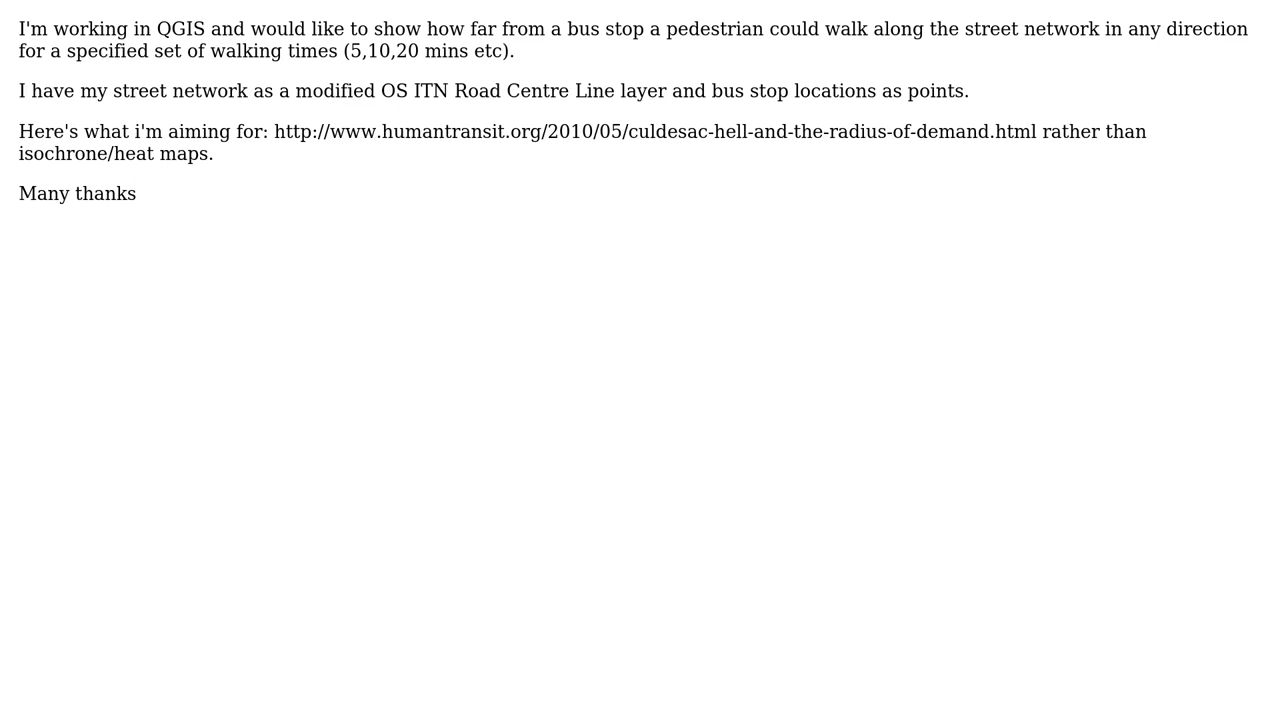 I'm working in QGIS and would like to show how far from a bus stop a pedestrian could walk along the street network in any direction
for a specified set of walking times (5,10,20 mins etc).
I have my street network as a modified OS ITN Road Centre Line layer and bus stop locations as points.
Here's what i'm aiming for: http://www.humantransit.org/2010/05/culdesac-hell-and-the-radius-of-demand.html rather than
isochrone/heat maps.
Many thanks